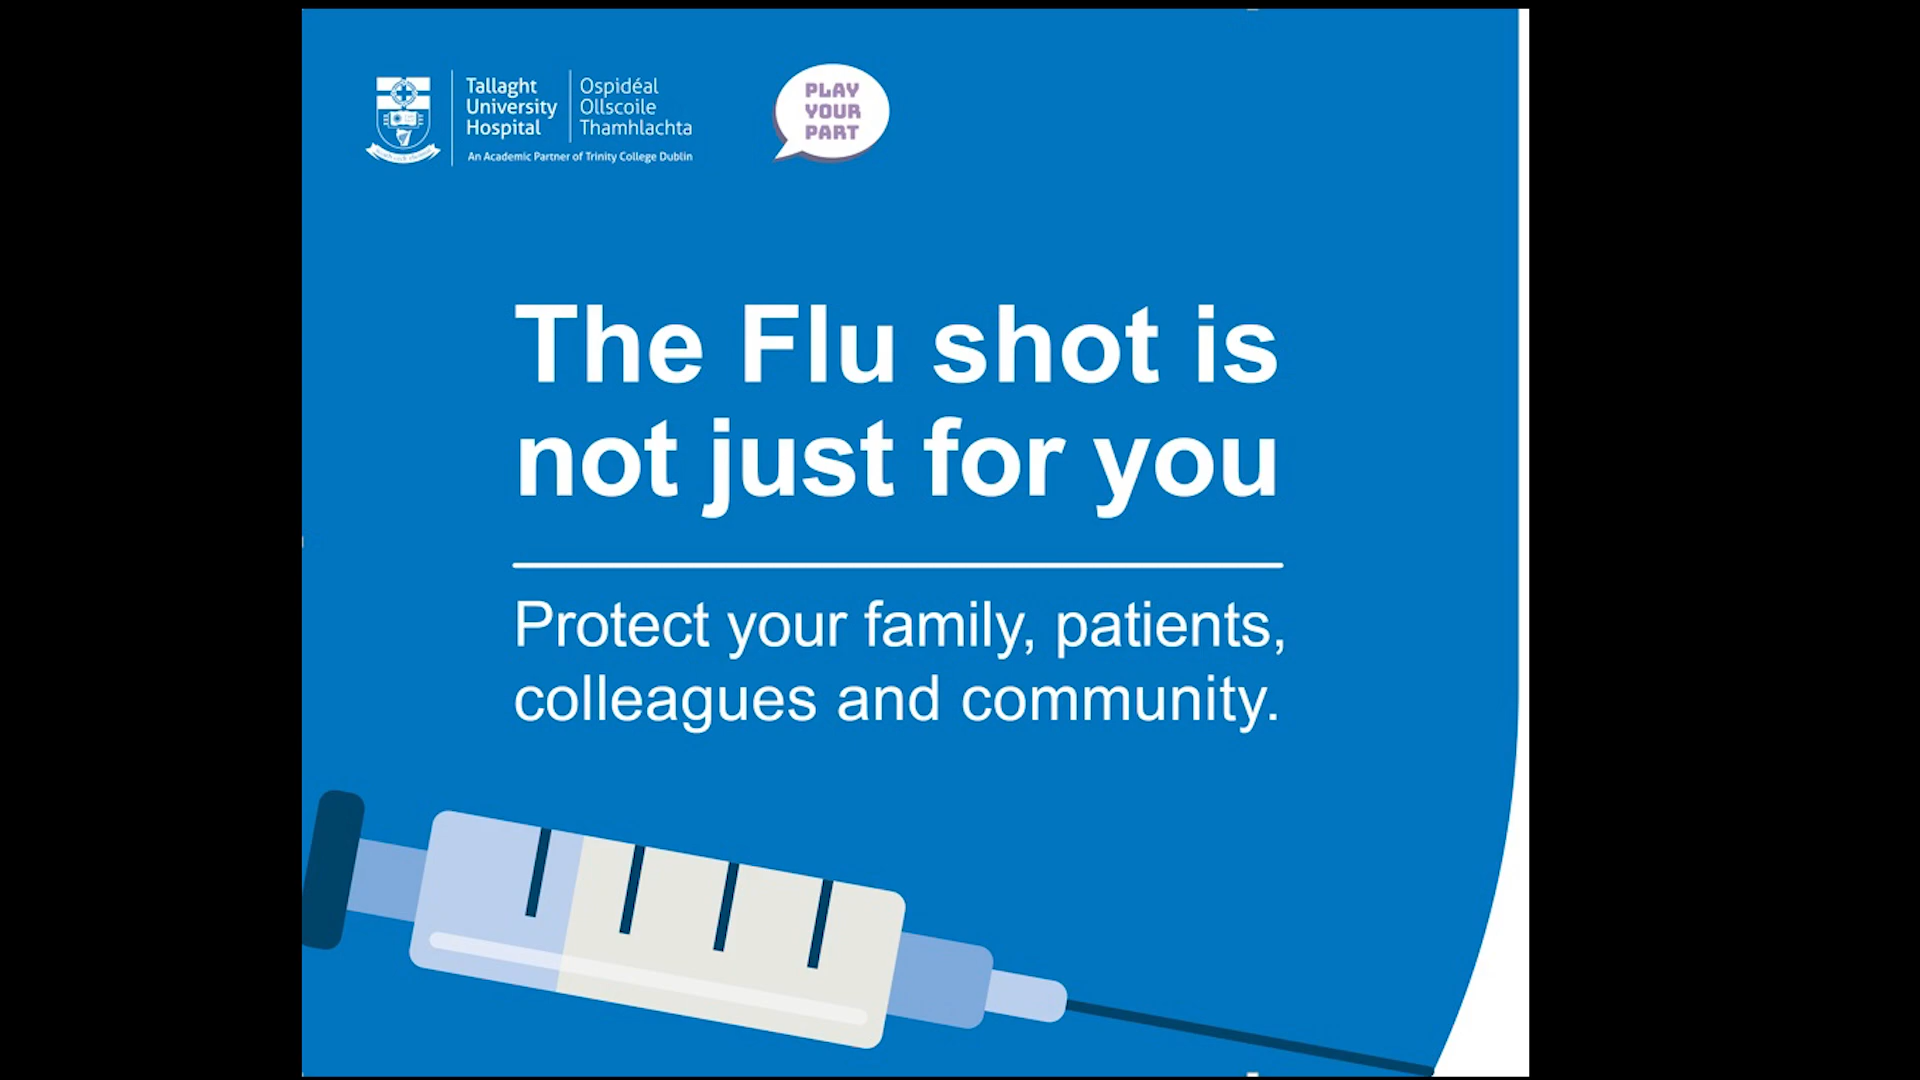 Tallaght
University
Hospital
Ospidéal
Ollscoile
Thamhlachta
An Academic Partner of Trinity College Dublin
PLAY
YOUR
PART
The Flu shot is
not just for you
Protect your family, patients,
colleagues and community.